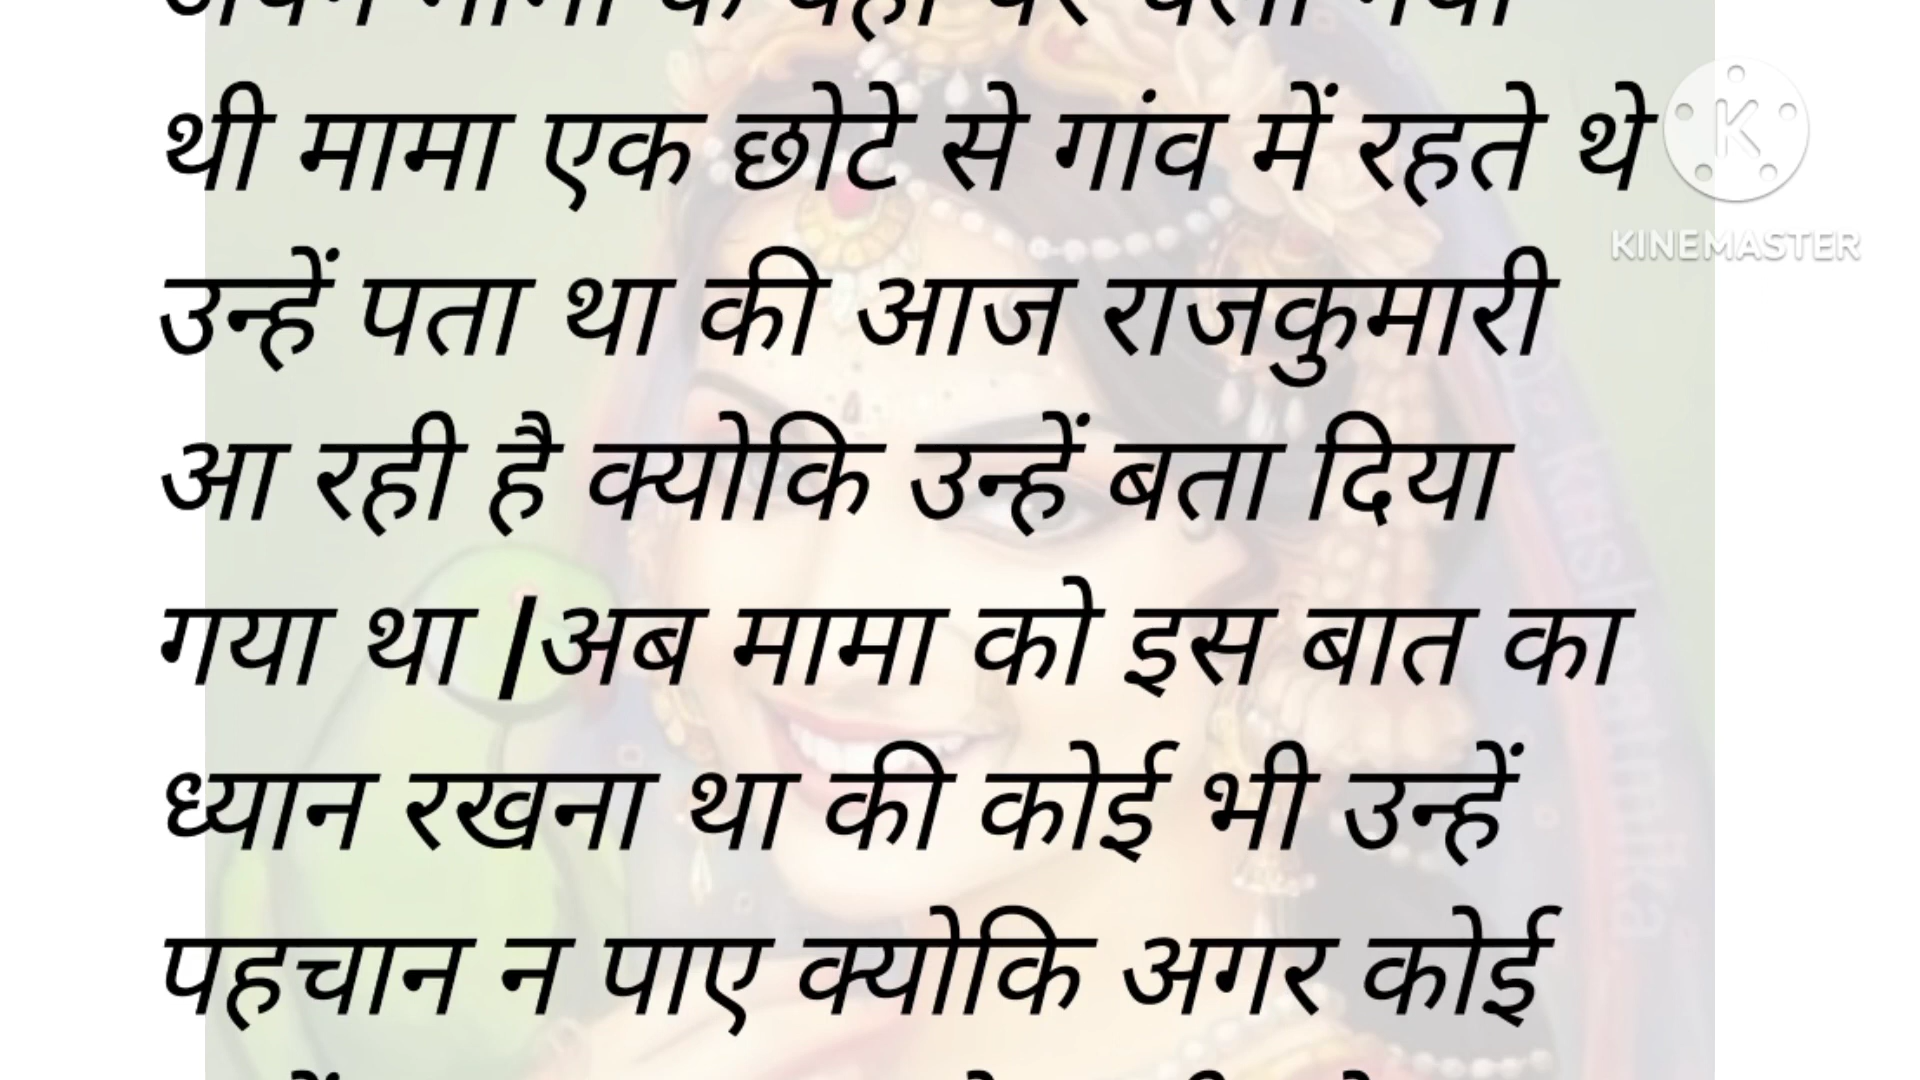 थी मामा एक छोटे से गांव में रहते थे
उन्हें पता था की आज राजकुमारी
आ रही है क्योकि उन्हें बता दिया
गया था |अब मामा को इस बात का
ध्यान रखना था की कोई भी उन्हें
पहचान न पाए क्योकि अगर कोई
KINEMASTER